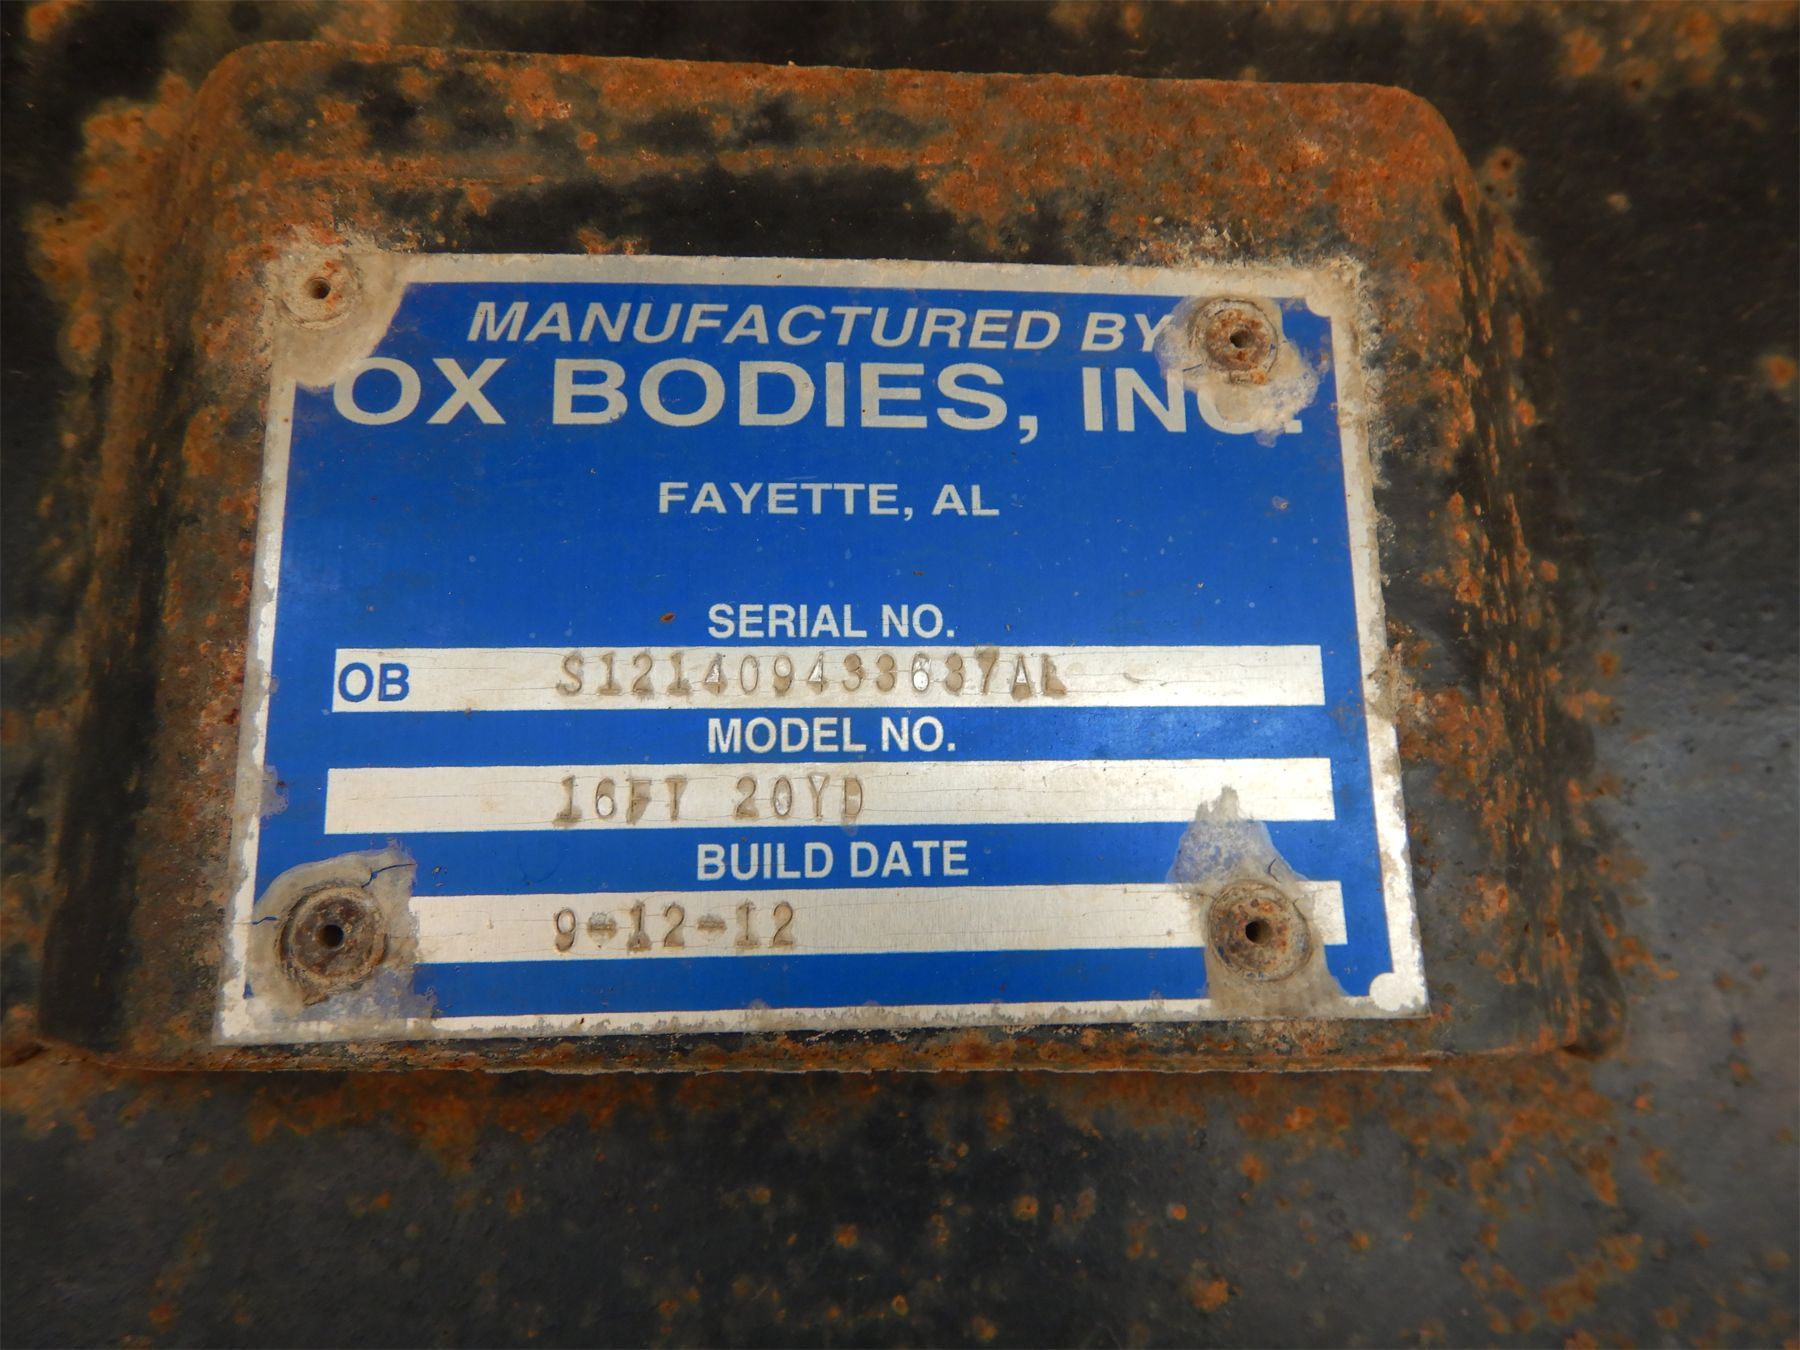 MANUFACTURED BY
OX BODIES, INC.
FAYETTE, AL
SERIAL NO.
OB S121409433637AL
MODEL NO.
16FT 20YD
BUILD DATE
9-12-12